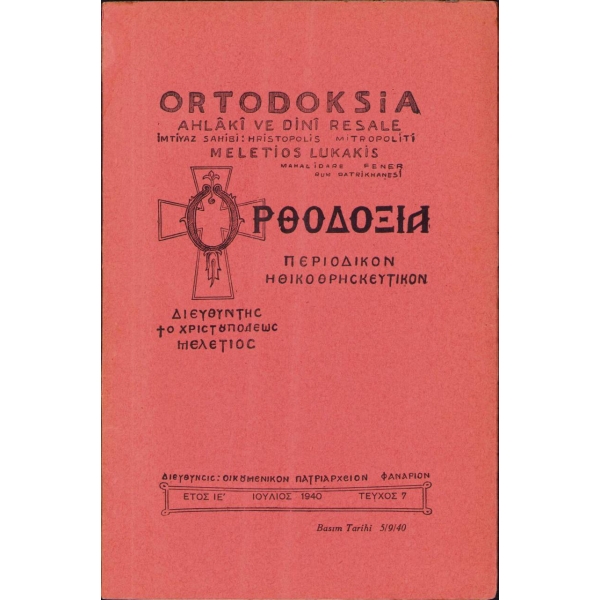 ORTODOKSiA
AHLÂKÎ VE DİNÎ RESALE
İMTİYAZ SAHİBİ: HRİSTOPOLİS MİTROPOLİTİ
MELETİOS LUKAKİS
MAHALİDARE FENER
RUM PATRİKHANESİ
ΟΡΘΟΔΟΞΙΑ
ΠΕΡΙΟΔΙΚΟΝ
ΗΘΙΚΟΘΡΗΣΚΕΥΤΙΚΟΝ
ΔΙΕΥΘΥΝΤΗΣ
†Ο ΧΡΙΣΤȢΠΟΛΕΩΣ
ΜΕΛΕΤΙΟΣ
ΔΙΕΥΘΥΝΣΙΣ: ΟΙΚȢΜΕΝΙΚΟΝ ΠΑΤΡΙΑΡΧΕΙΟΝ ΦΑΝΑΡΙΟΝ
ΕΤΟΣ ΙΕ' ΙΟΥΛΙΟΣ 1940 ΤΕΥΧΟΣ 7
Basım Tarihi 5/9/40